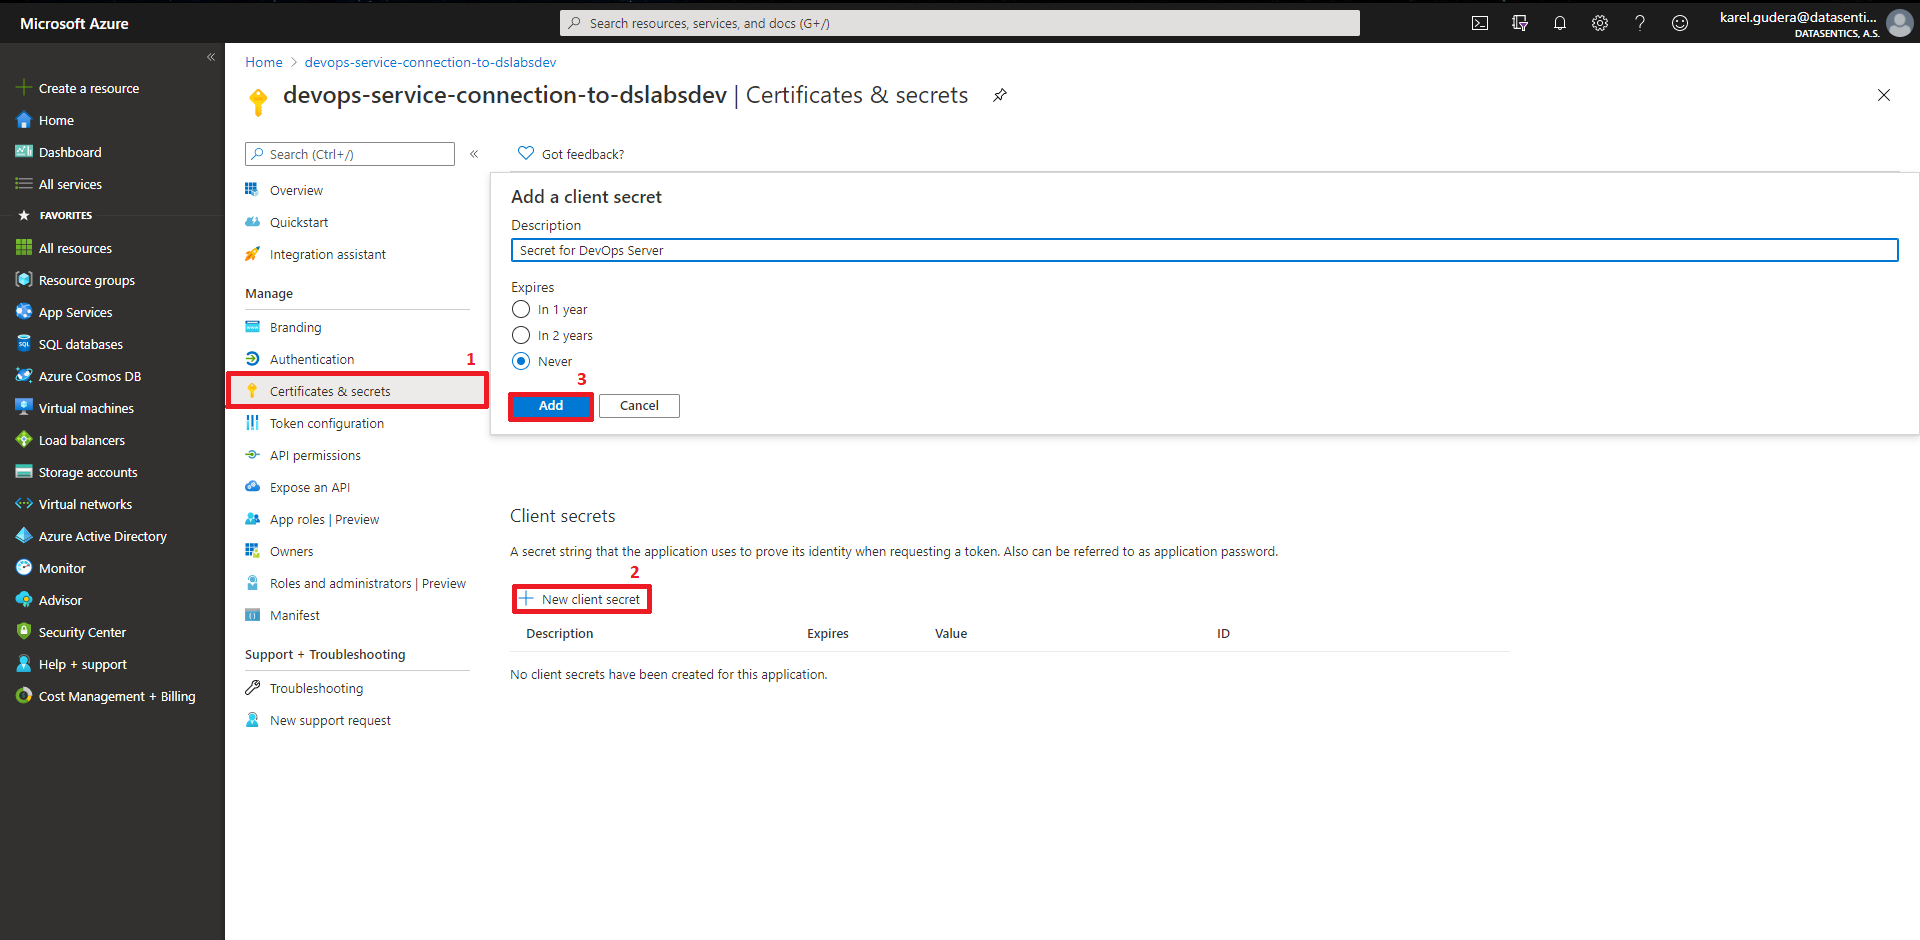 Microsoft Azure
Search resources, services, and docs (G+/)
karel.gudera@datasenti...
DATASENTICS, A.S.
Create a resource
Home
Dashboard
All services
FAVORITES
All resources
Resource groups
App Services
SQL databases
Azure Cosmos DB
Virtual machines
Load balancers
Storage accounts
Virtual networks
Azure Active Directory
Monitor
Advisor
Security Center
Help + support
Cost Management + Billing
Home > devops-service-connection-to-dslabsdev
devops-service-connection-to-dslabsdev | Certificates & secrets
Search (Ctrl+/)
Overview
Quickstart
Integration assistant
Manage
Branding
Authentication
1
Certificates & secrets
Token configuration
API permissions
Expose an API
App roles | Preview
Owners
Roles and administrators | Preview
Manifest
Support + Troubleshooting
Troubleshooting
New support request
Got feedback?
Add a client secret
Description
Secret for DevOps Server
Expires
In 1 year
In 2 years
Never
3
Add Cancel
Client secrets
A secret string that the application uses to prove its identity when requesting a token. Also can be referred to as application password.
2
New client secret
Description Expires Value ID
No client secrets have been created for this application.